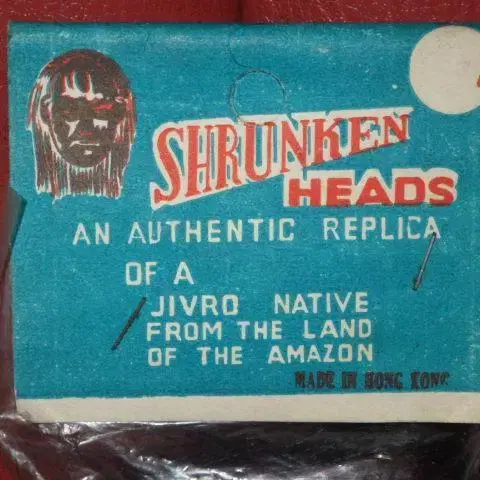 SHRUNKEN
HEADS
AN AUTHENTIC REPLICA
OF A
JIVRO NATIVE
FROM THE LAND
OF THE AMAZON
MADE IN HONG KONG